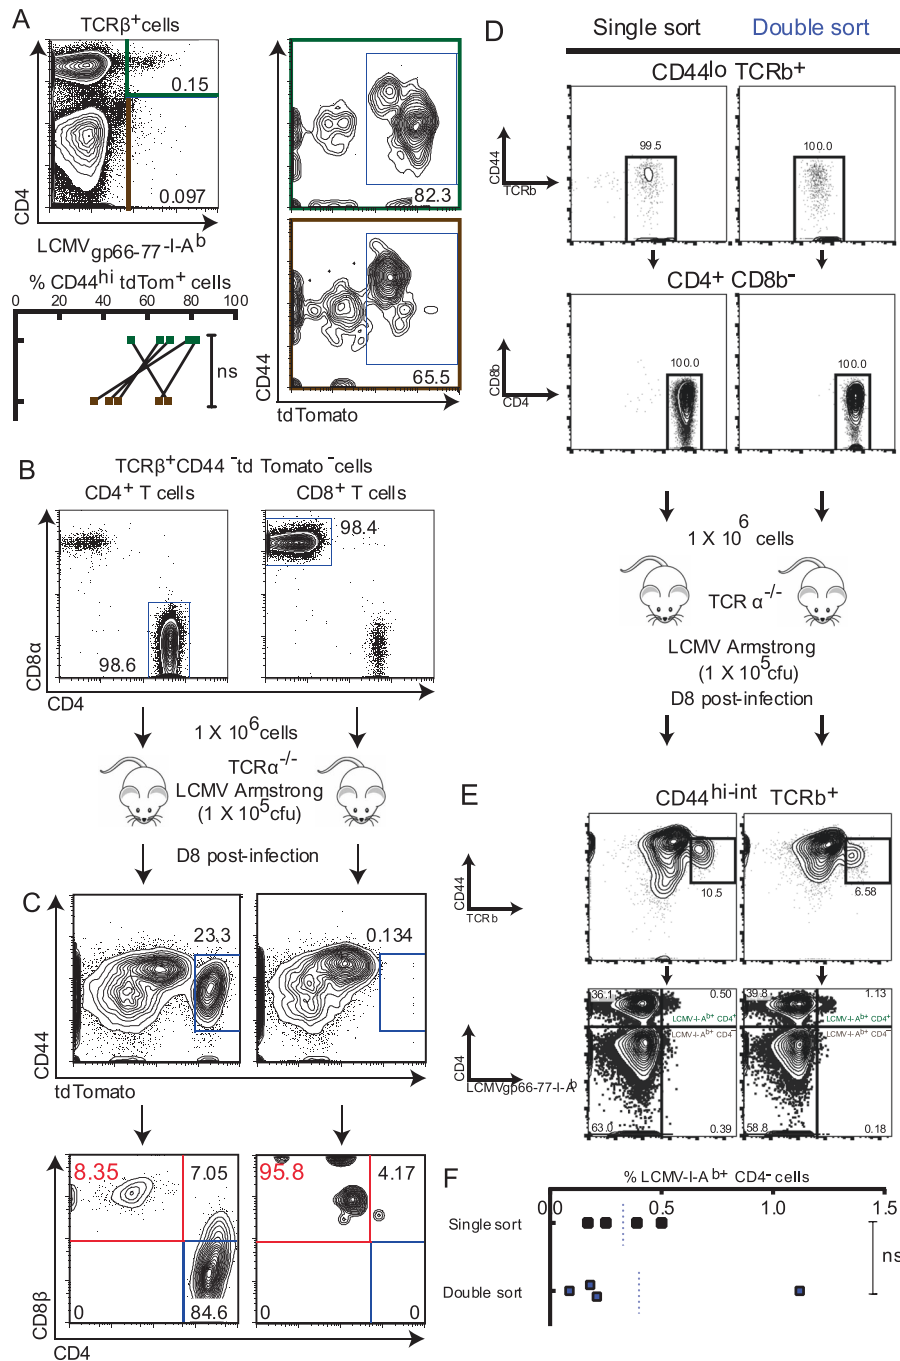 A
TCRβ+cells
0.15
0.097
CD4
LCMVgp66-77-I-Ab
82.3
65.5
CD44
tdTomato
% CD44hi tdTom+ cells
0 20 40 60 80 100
ns
B
TCRβ+CD44-td Tomato-cells
CD4+ T cells
CD8+ T cells
98.6
98.4
CD8α
CD4
1 X 10^6cells
TCRα-/-
LCMV Armstrong
(1 X 10^5cfu)
D8 post-infection
C
23.3
0.134
CD44
tdTomato
8.35
7.05
0
84.6
95.8
4.17
0
0
CD8β
CD4
D
Single sort
Double sort
CD44lo TCRb+
99.5
100.0
CD44
TCRb
CD4+ CD8b-
100.0
100.0
CD8b
CD4
1 X 10^6 cells
TCR α-/-
LCMV Armstrong
(1 X 10^5cfu)
D8 post-infection
E
CD44hi-int TCRb+
10.5
6.58
CD44
TCRb
36.1
0.50
LCMV-I-Ab+ CD4+
LCMV-I-Ab+ CD4-
63.0
0.39
39.8
1.13
LCMV-I-Ab+ CD4+
LCMV-I-Ab+ CD4-
58.8
0.18
CD4
LCMVgp66-77-I-Ab
F
% LCMV-I-Ab+ CD4- cells
0.0 0.5 1.0 1.5
Single sort
Double sort
ns